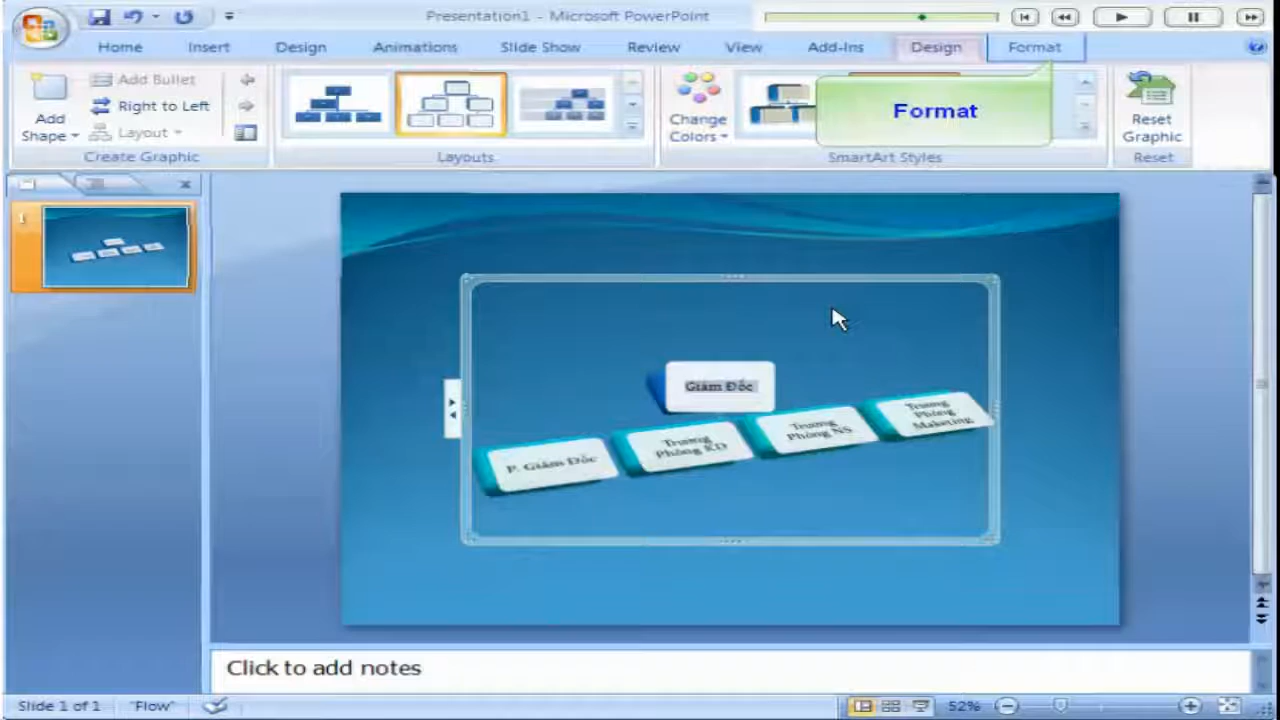 Presentation1 - Microsoft PowerPoint
Home Insert Design Animations Slide Show Review View Add-Ins Design Format
Add Shape
Add Bullet
Right to Left
Layout
Create Graphic
Layouts
Change Colors
SmartArt Styles
Format
Reset Graphic
Reset
1
Giám Đốc
P. Giám Đốc
Trưởng
Phòng KD
Trưởng
Phòng NS
Trưởng
Phòng
Maketing
Click to add notes
Slide 1 of 1 "Flow" 52%